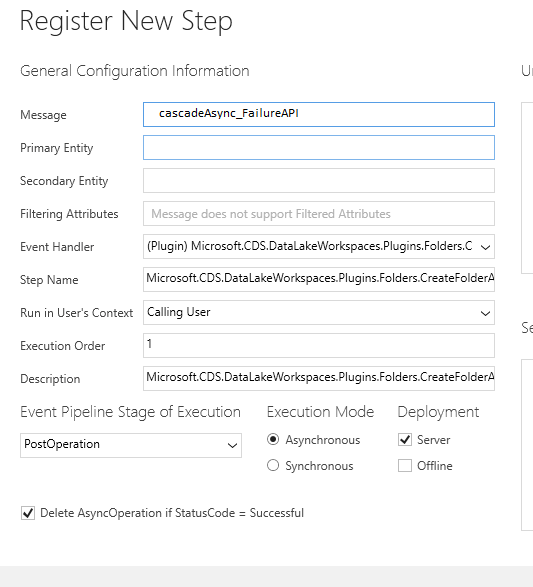 Register New Step
General Configuration Information
U
Message cascadeAsync_FailureAPI
Primary Entity
Secondary Entity
Filtering Attributes Message does not support Filtered Attributes
Event Handler (Plugin) Microsoft.CDS.DataLakeWorkspaces.Plugins.Folders.C
Step Name Microsoft.CDS.DataLakeWorkspaces.Plugins.Folders.CreateFolderA
Run in User's Context Calling User
Se
Execution Order 1
Description Microsoft.CDS.DataLakeWorkspaces.Plugins.Folders.CreateFolderA
Event Pipeline Stage of Execution Execution Mode Deployment
PostOperation Asynchronous Server
Synchronous Offline
Delete AsyncOperation if StatusCode = Successful